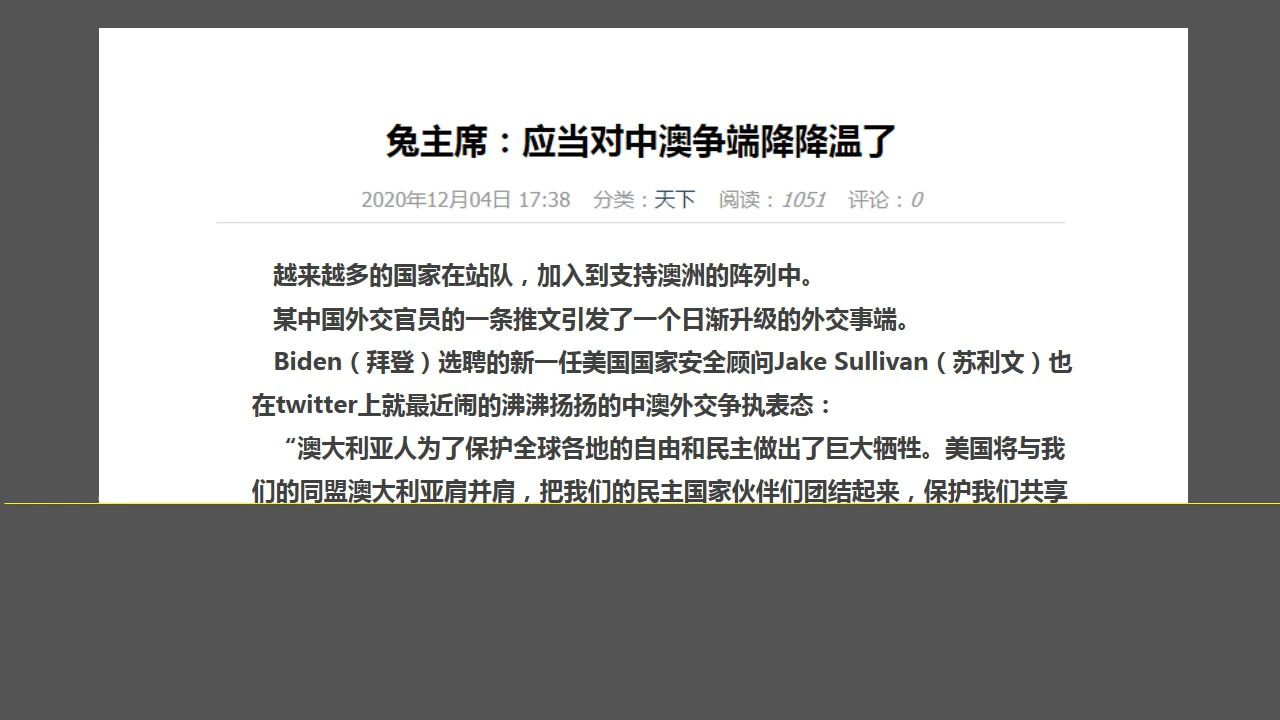 兔主席：应当对中澳争端降降温了
2020年12月04日 17:38 分类：天下 阅读：1051 评论：0
越来越多的国家在站队，加入到支持澳洲的阵列中。
某中国外交官员的一条推文引发了一个日渐升级的外交事端。
Biden（拜登）选聘的新一任美国国家安全顾问Jake Sullivan（苏利文）也
在twitter上就最近闹的沸沸扬扬的中澳外交争执表态：
“澳大利亚人为了保护全球各地的自由和民主做出了巨大牺牲。美国将与我
们的同盟澳大利亚肩并肩，把我们的民主国家伙伴们团结起来，保护我们共享